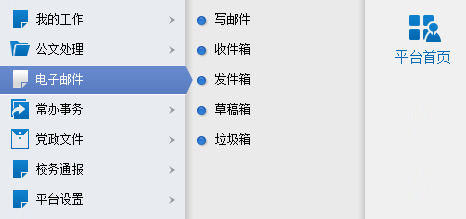 我的工作
公文处理
电子邮件
常办事务
党政文件
校务通报
平台设置
写邮件
收件箱
发件箱
草稿箱
垃圾箱
平台首页